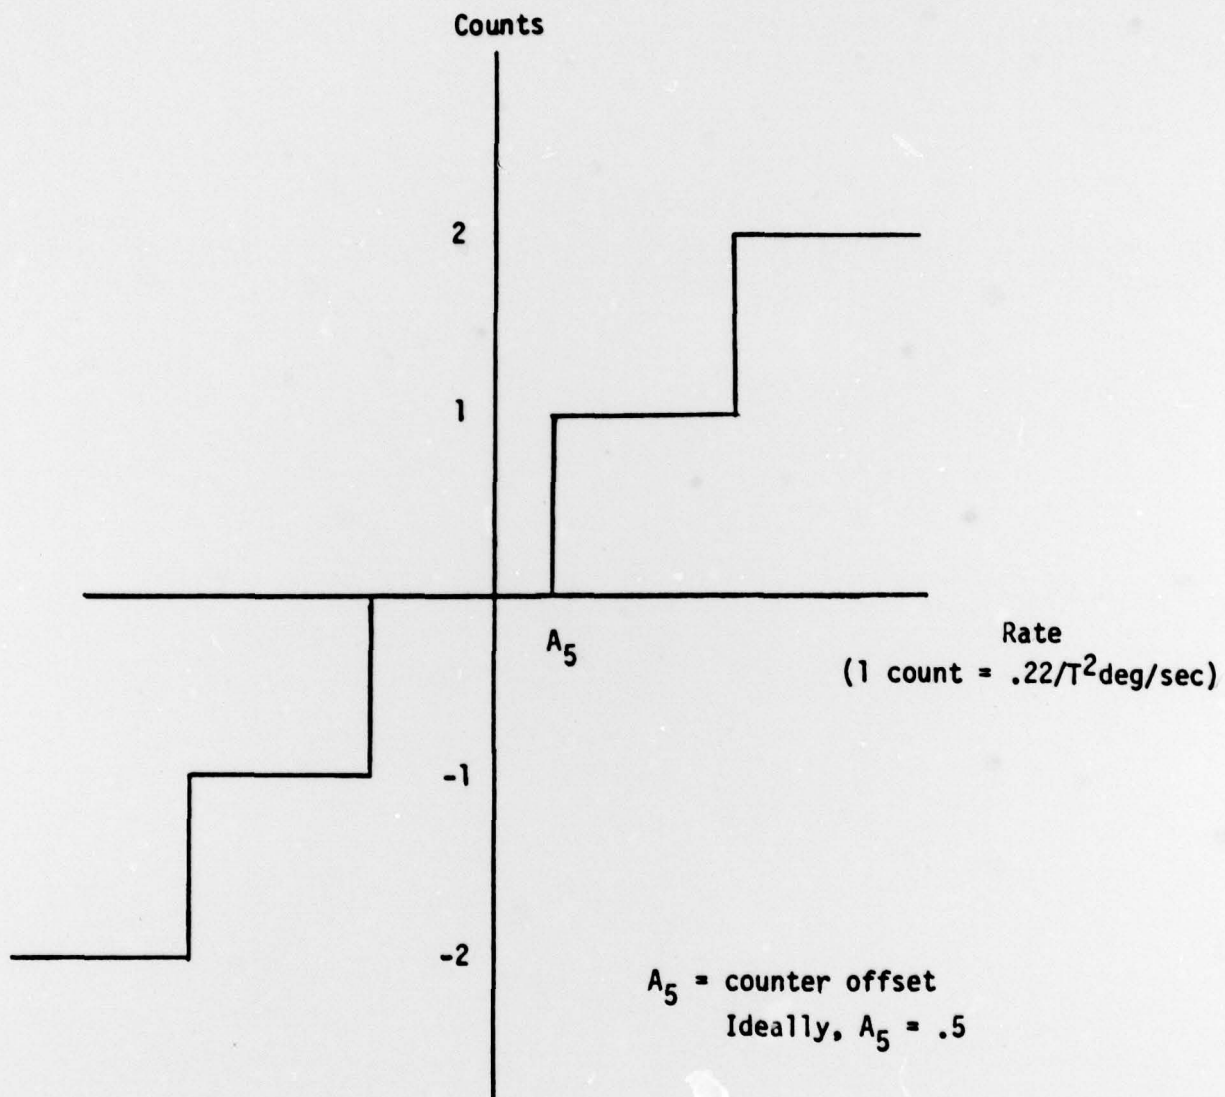 Counts
2
1
A5
Rate
(1 count = .22/T2deg/sec)
-1
-2
A5 = counter offset
Ideally, A5 = .5